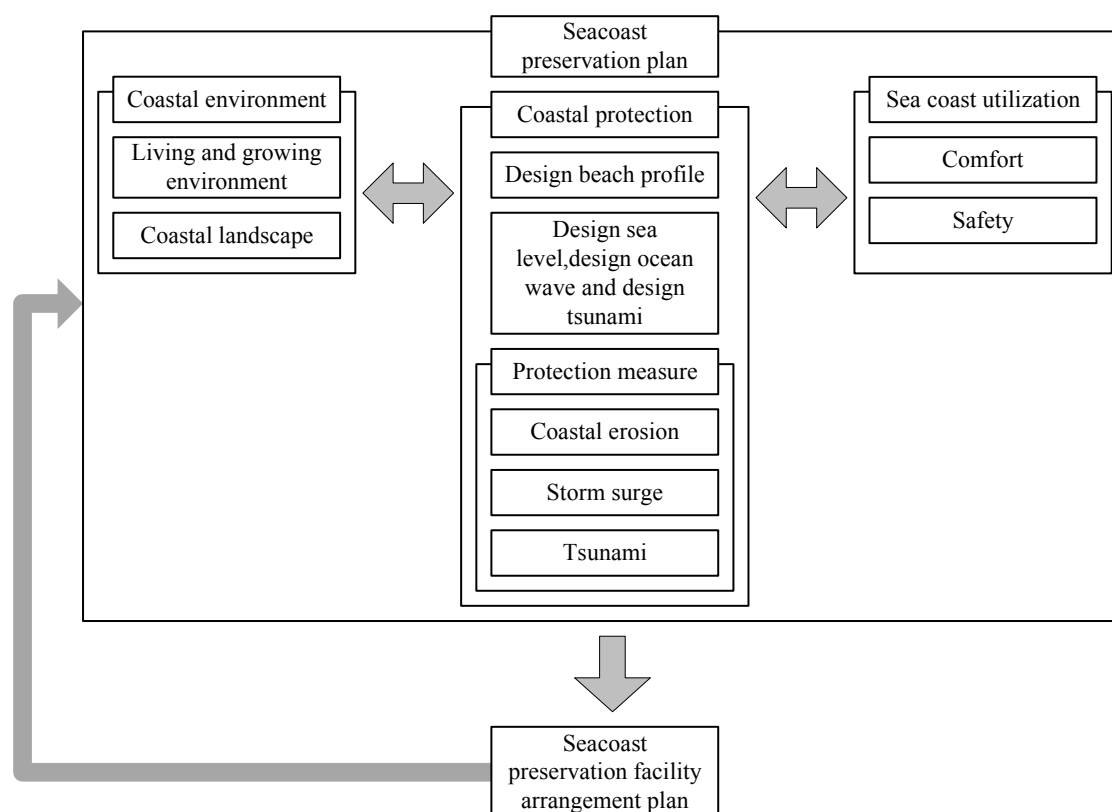 Seacoast
preservation plan
Coastal environment
Living and growing
environment
Coastal landscape
Coastal protection
Design beach profile
Design sea
level,design ocean
wave and design
tsunami
Protection measure
Coastal erosion
Storm surge
Tsunami
Sea coast utilization
Comfort
Safety
Seacoast
preservation facility
arrangement plan